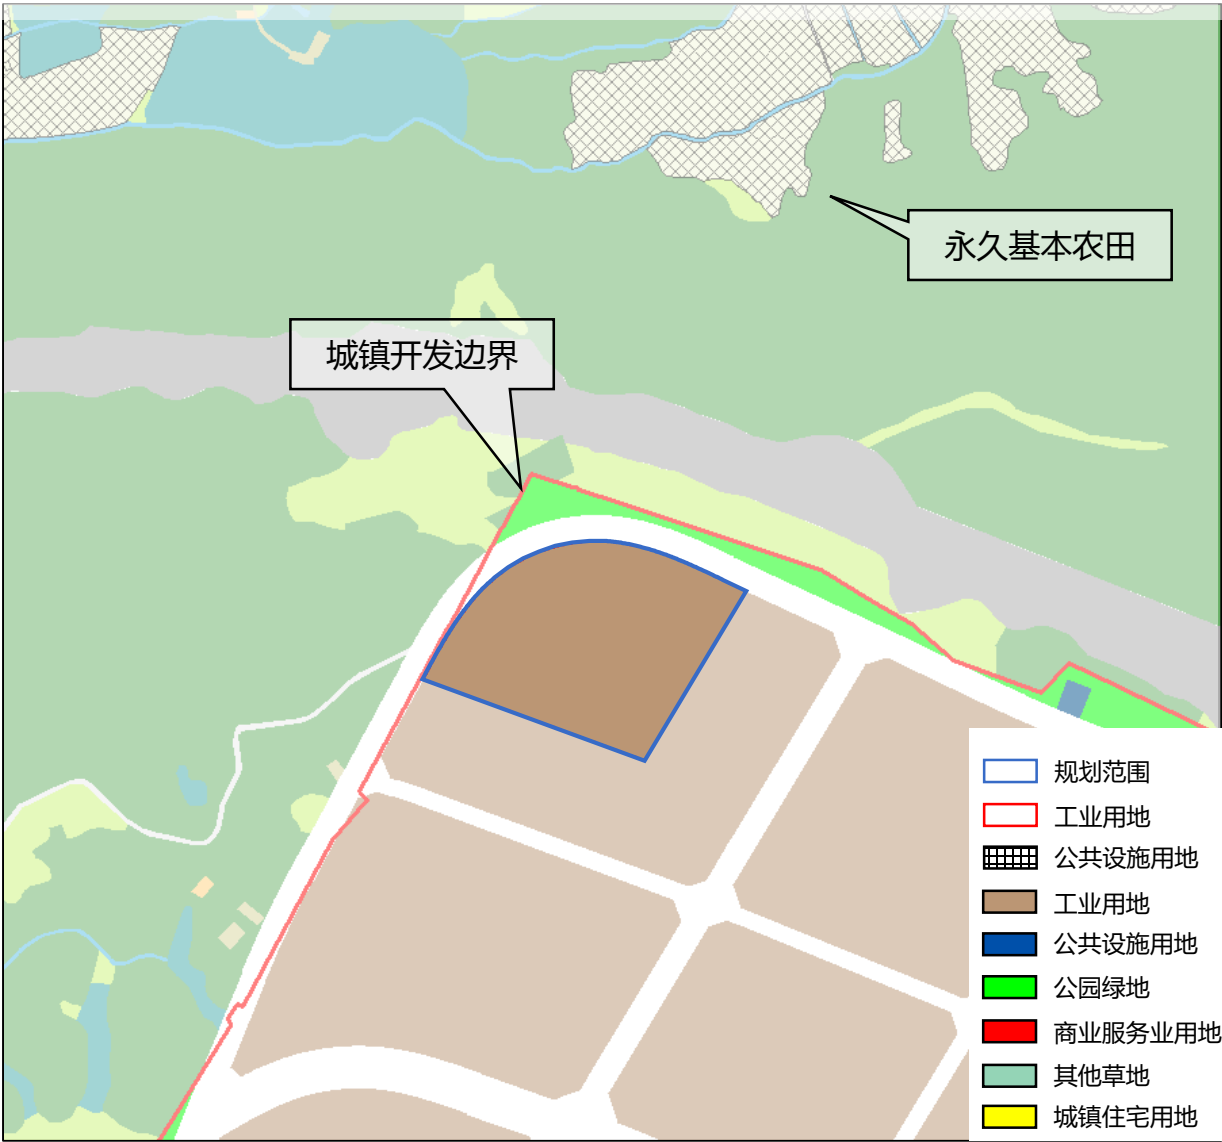 永久基本农田
城镇开发边界
规划范围
工业用地
公共设施用地
工业用地
公共设施用地
公园绿地
商业服务业用地
其他草地
城镇住宅用地